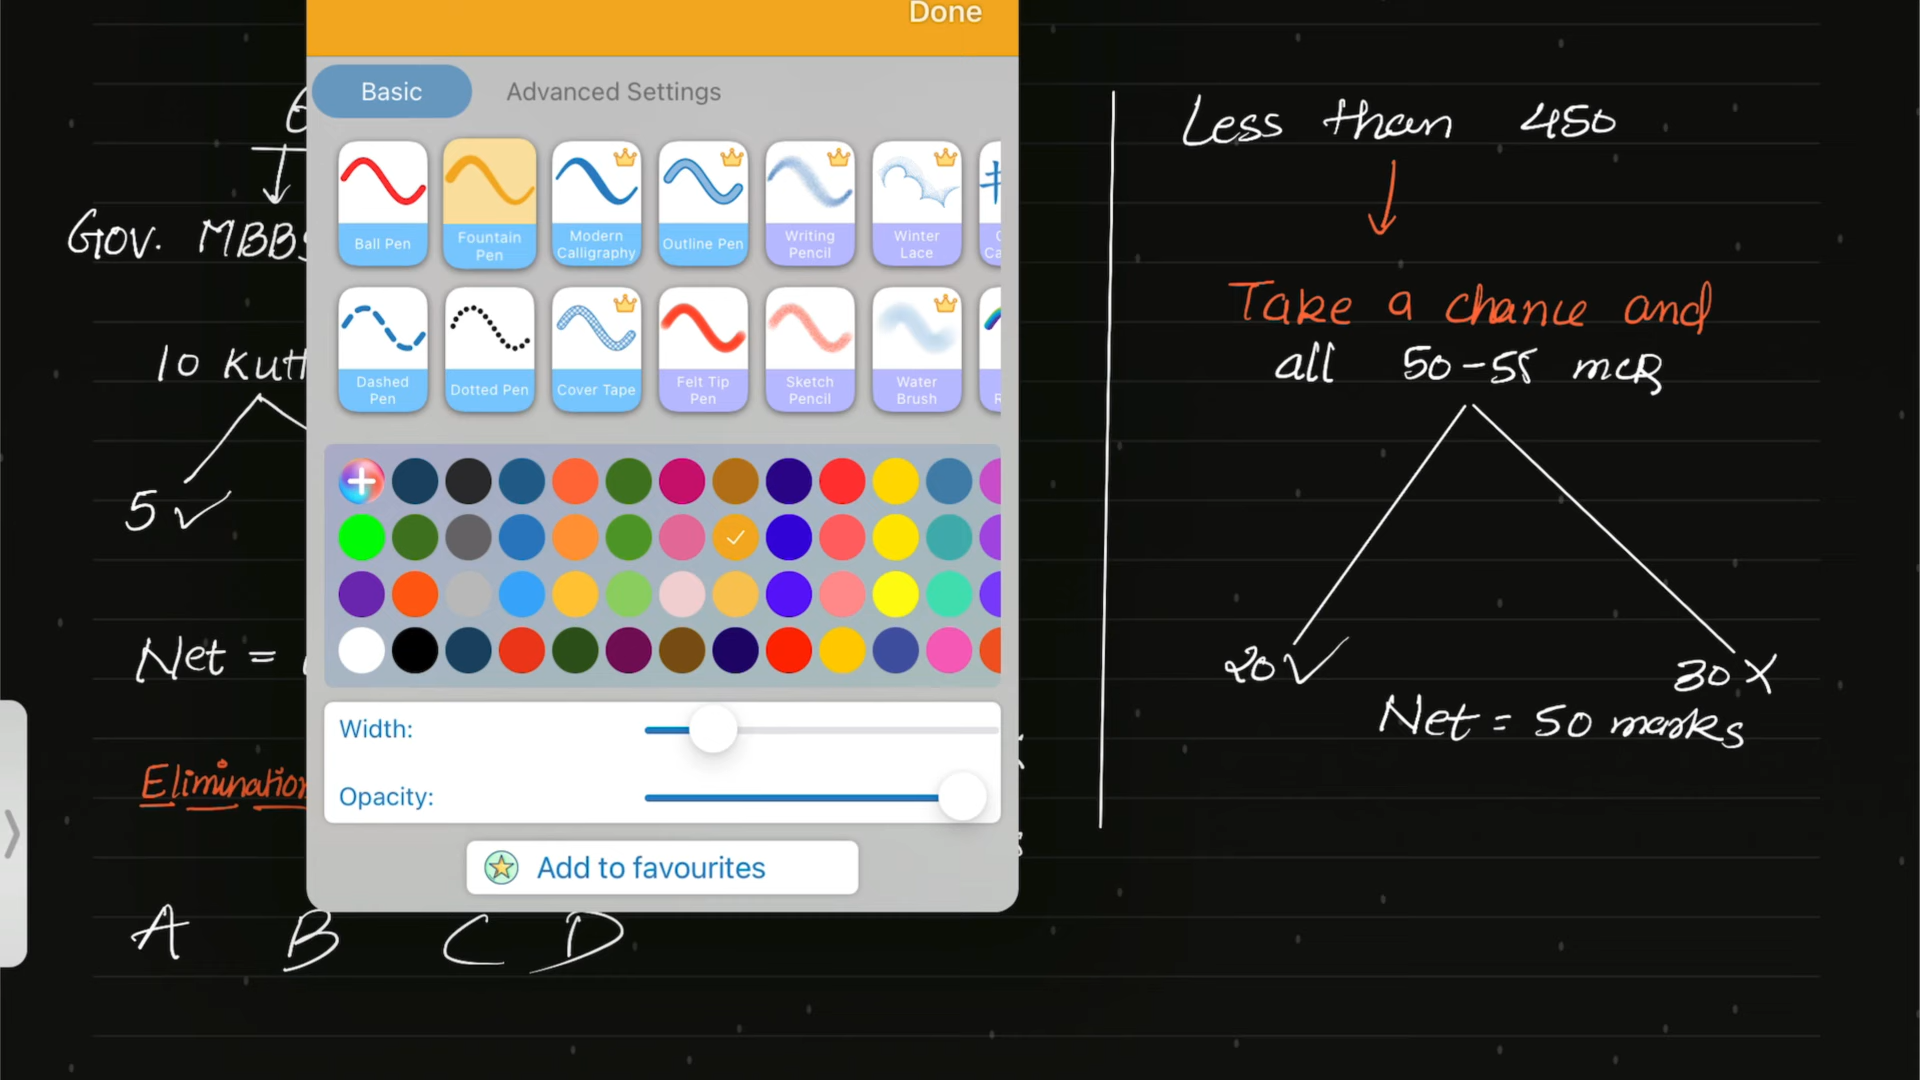 Done
Basic Advanced Settings
Ball Pen
Fountain Pen
Modern Calligraphy
Outline Pen
Writing Pencil
Winter Lace
Dashed Pen
Dotted Pen
Cover Tape
Felt Tip Pen
Sketch Pencil
Water Brush
Width:
Opacity:
Add to favourites
Gov. MBBS
10 Kutt
5 ✓
Net =
Elimination
A B C D
Less than 450
Take a chance and
all 50-55 mcq
20 ✓ 30 X
Net = 50 marks